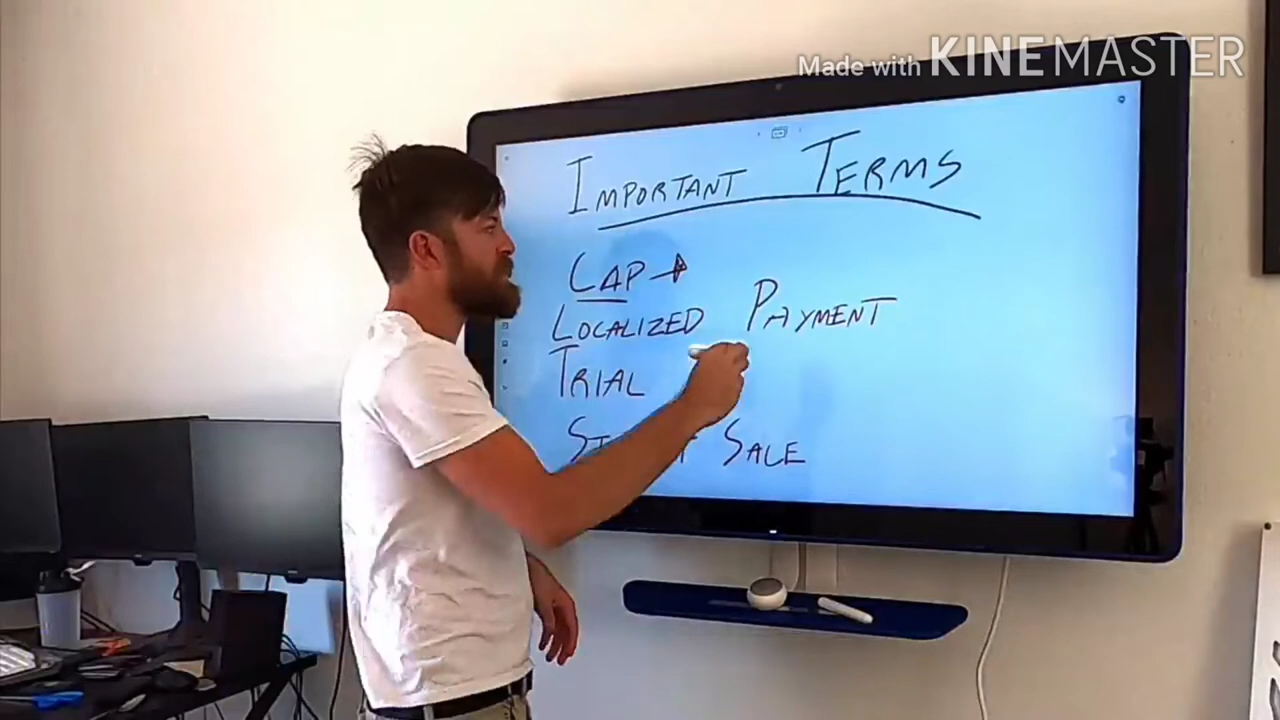 Made with KINEMASTER
IMPORTANT TERMS
CAP →
LOCALIZED PAYMENT
TRIAL
SALE